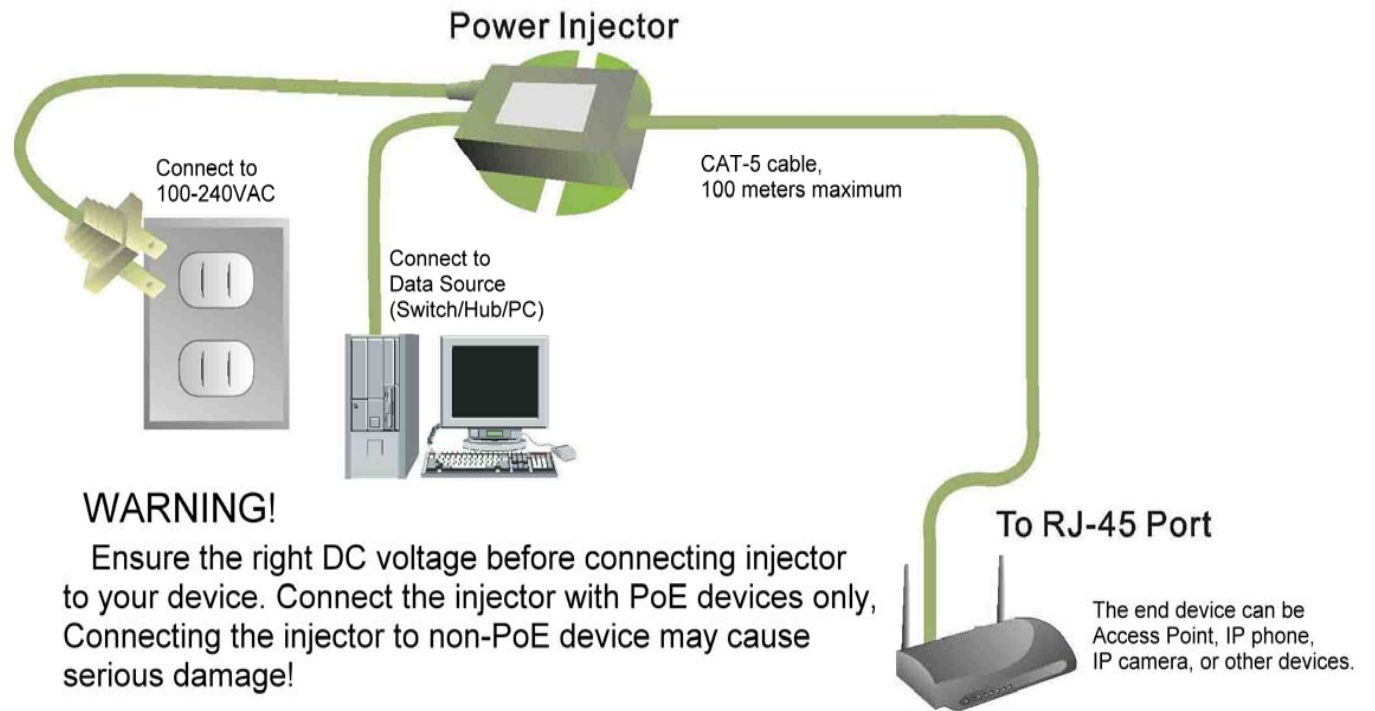 Power Injector
Connect to
100-240VAC
CAT-5 cable,
100 meters maximum
Connect to
Data Source
(Switch/Hub/PC)
WARNING!
Ensure the right DC voltage before connecting injector
to your device. Connect the injector with PoE devices only,
Connecting the injector to non-PoE device may cause
serious damage!
To RJ-45 Port
The end device can be
Access Point, IP phone,
IP camera, or other devices.